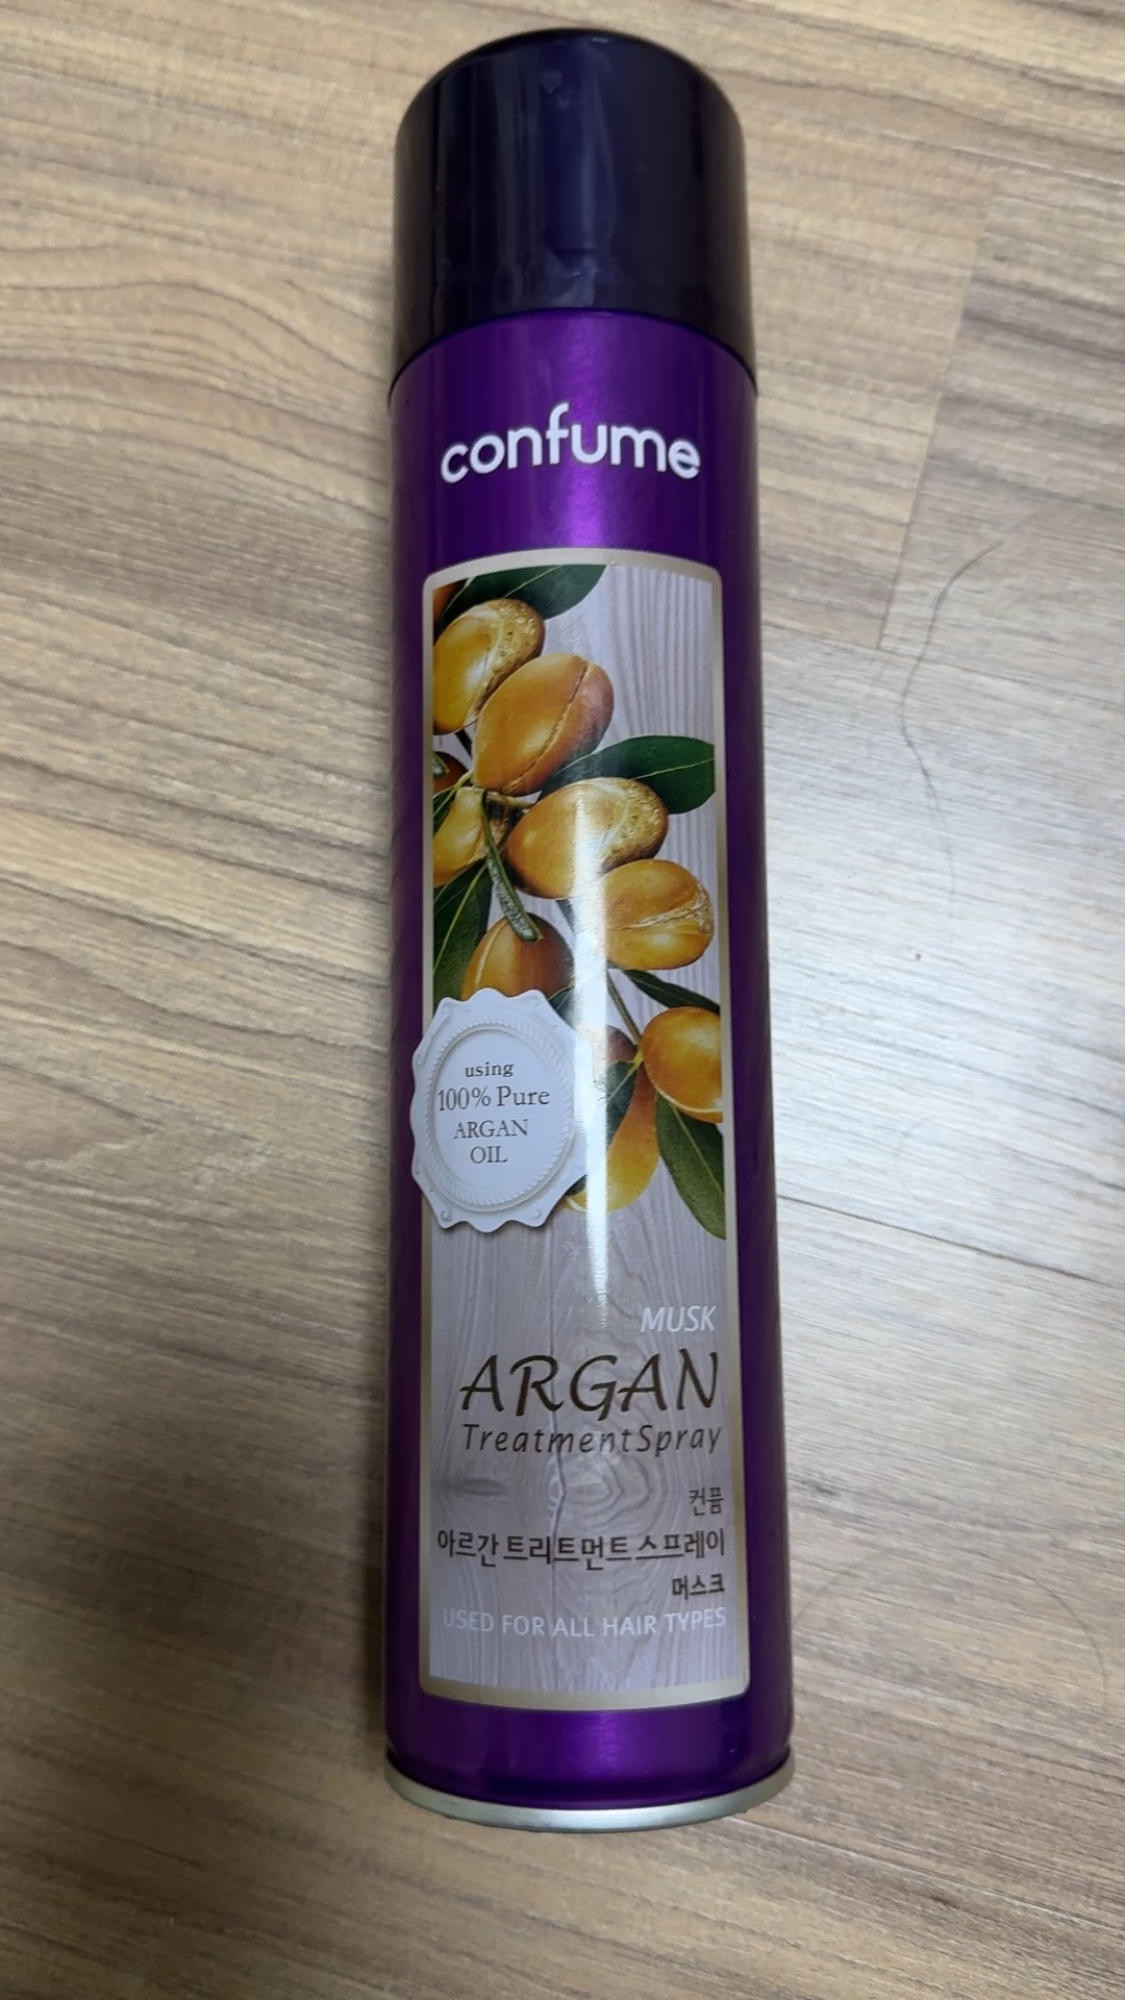 confume
using
100% Pure
ARGAN
OIL
MUSK
ARGAN
TreatmentSpray
컨퓸
아르간 트리트먼트 스프레이
머스크
USED FOR ALL HAIR TYPES